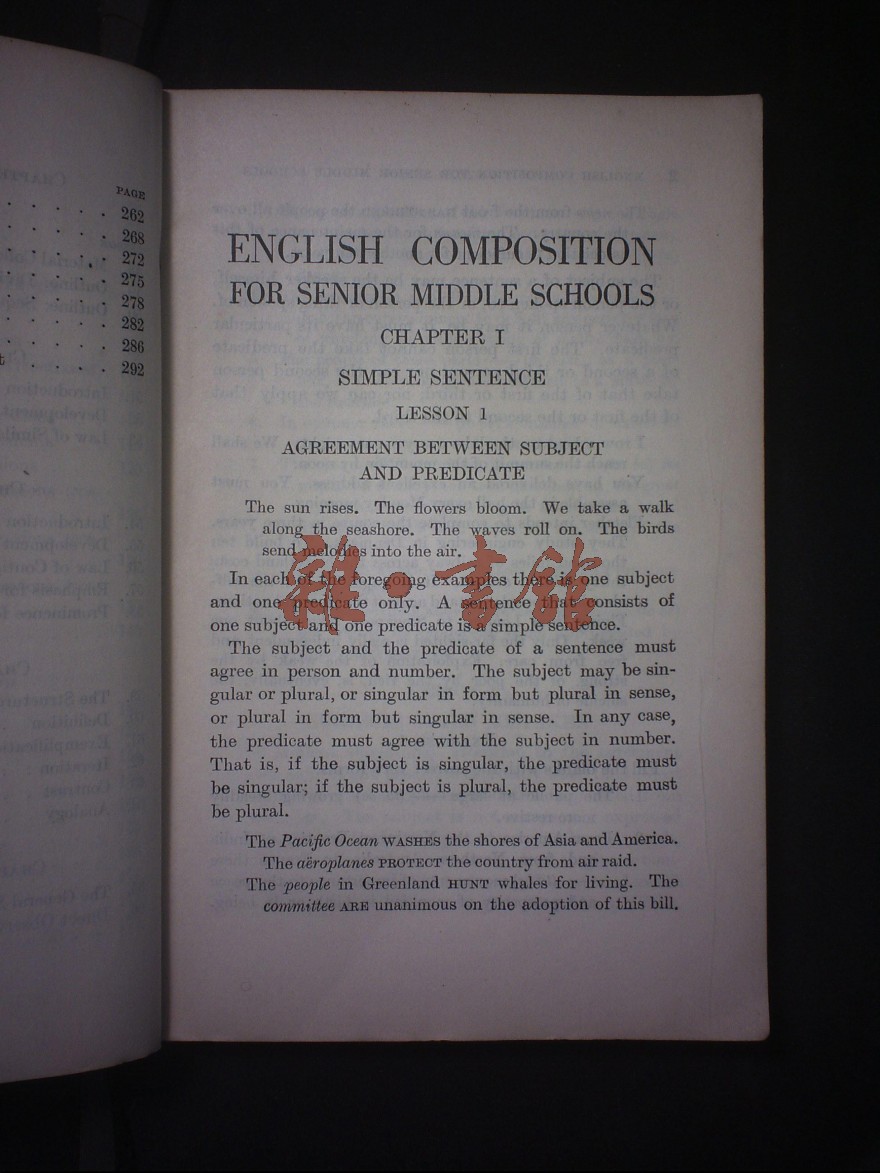 PAGE
262
268
272
275
278
282
286
292
ENGLISH COMPOSITION
FOR SENIOR MIDDLE SCHOOLS
CHAPTER I
SIMPLE SENTENCE
LESSON 1
AGREEMENT BETWEEN SUBJECT
AND PREDICATE
The sun rises. The flowers bloom. We take a walk
along the seashore. The waves roll on. The birds
send melodies into the air.
In each of the foregoing examples there is one subject
and one predicate only. A sentence that consists of
one subject and one predicate is a simple sentence.
The subject and the predicate of a sentence must
agree in person and number. The subject may be sin-
gular or plural, or singular in form but plural in sense,
or plural in form but singular in sense. In any case,
the predicate must agree with the subject in number.
That is, if the subject is singular, the predicate must
be singular; if the subject is plural, the predicate must
be plural.
The Pacific Ocean WASHES the shores of Asia and America.
The aëroplanes PROTECT the country from air raid.
The people in Greenland HUNT whales for living. The
committee ARE unanimous on the adoption of this bill.
雜·書館